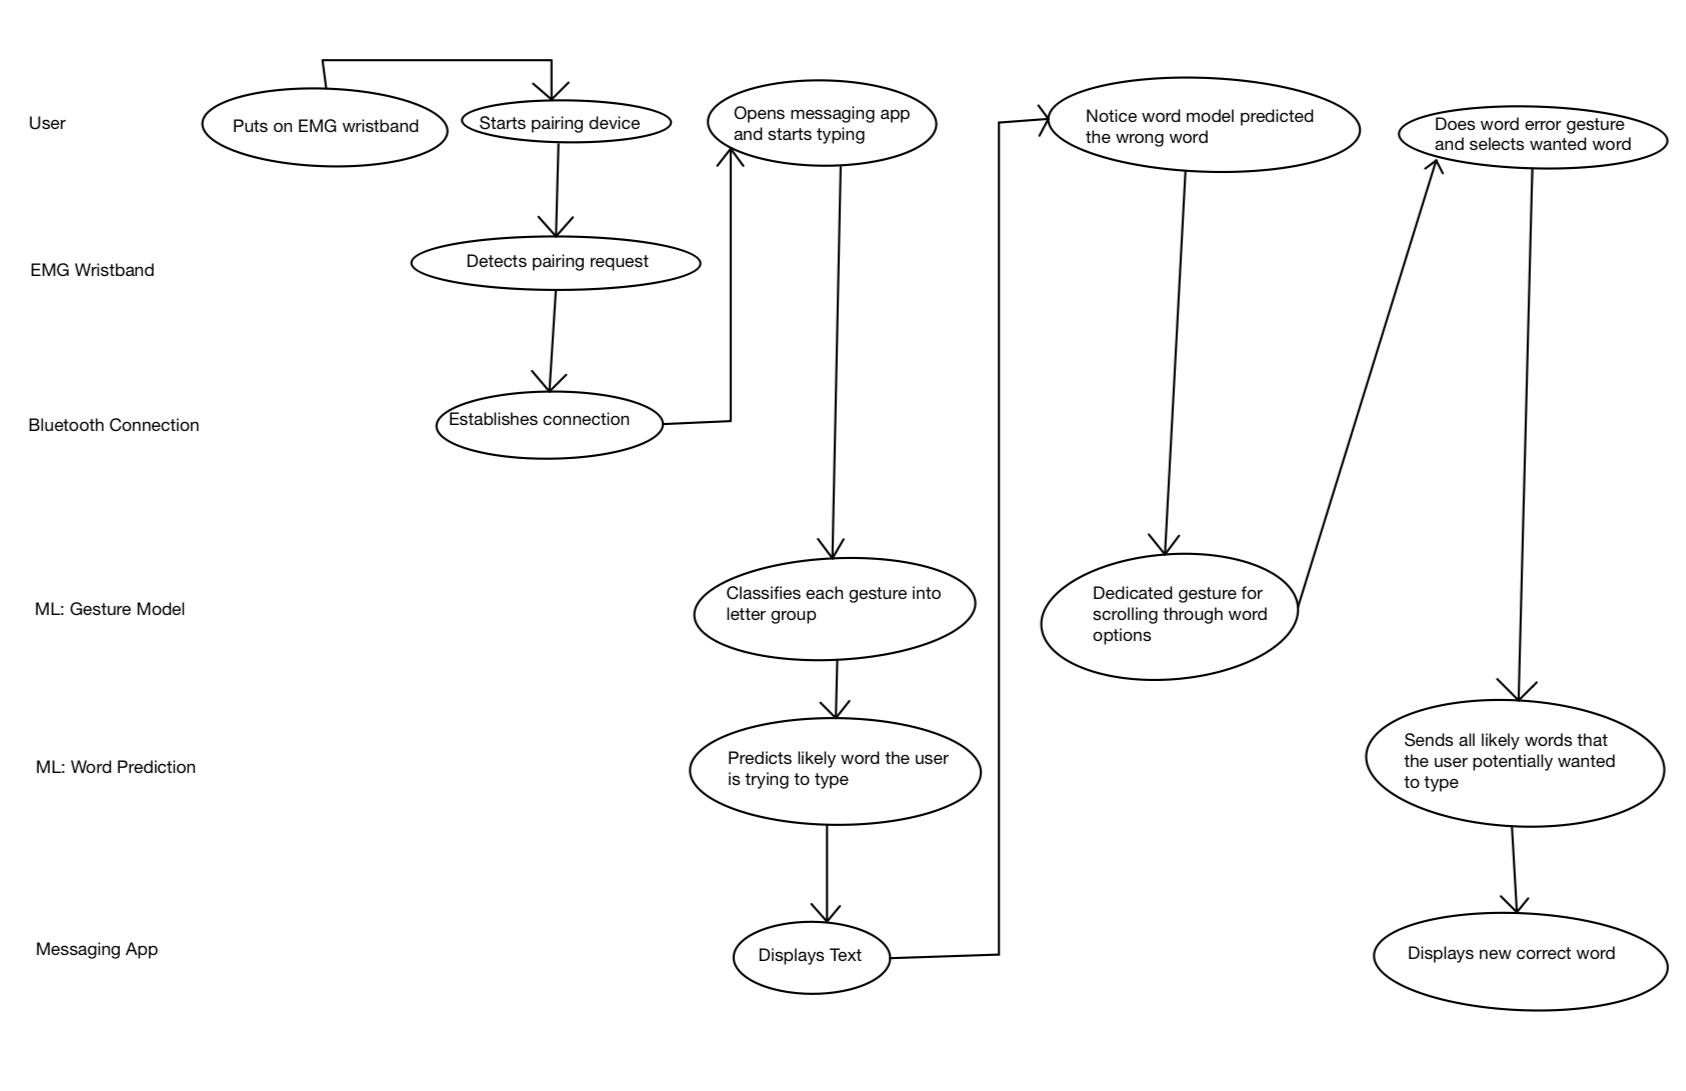 User
Puts on EMG wristband
Starts pairing device
Opens messaging app
and starts typing
Notice word model predicted
the wrong word
Does word error gesture
and selects wanted word
EMG Wristband
Detects pairing request
Bluetooth Connection
Establishes connection
ML: Gesture Model
Classifies each gesture into
letter group
Dedicated gesture for
scrolling through word
options
ML: Word Prediction
Predicts likely word the user
is trying to type
Sends all likely words that
the user potentially wanted
to type
Messaging App
Displays Text
Displays new correct word